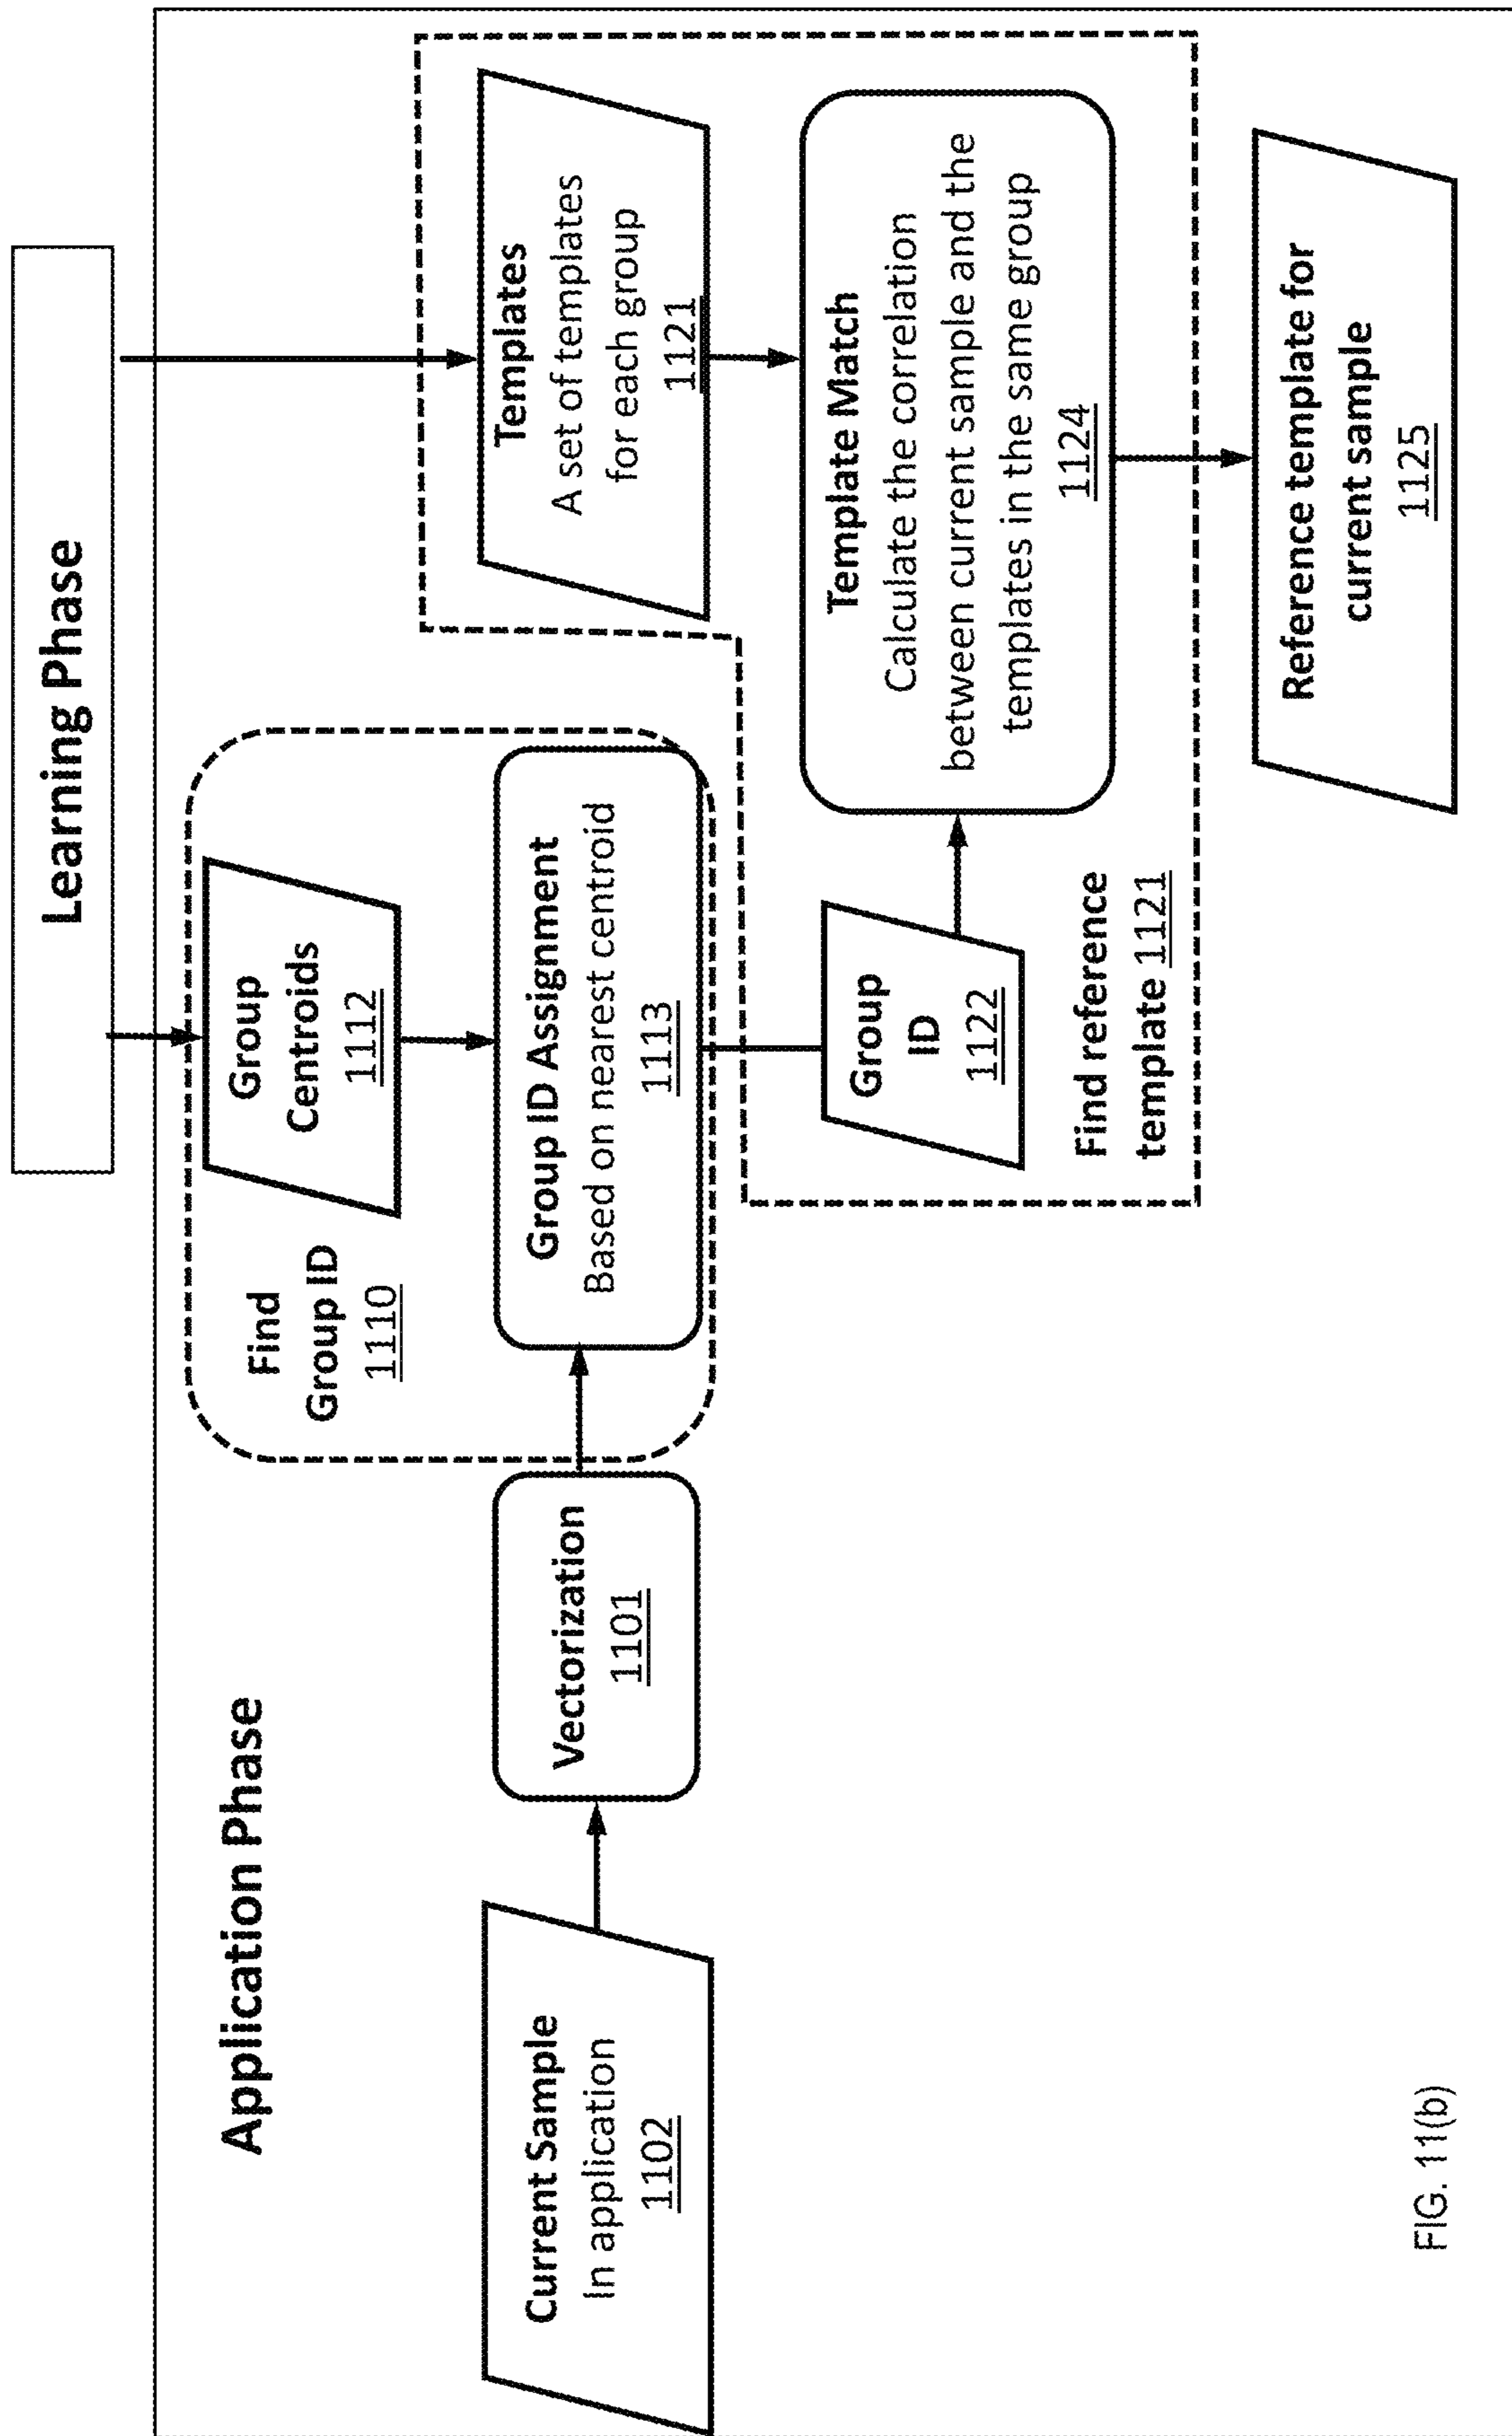 Learning Phase
Application Phase
Find
Group ID
1110
Group
Centroids
1112
Templates
A set of templates
for each group
1121
Current Sample
In application
1102
Vectorization
1101
Group ID Assignment
Based on nearest centroid
1113
Group
ID
1122
Template Match
Calculate the correlation
between current sample and the
templates in the same group
1124
Find reference
template 1121
Reference template for
current sample
1125
FIG. 11(b)